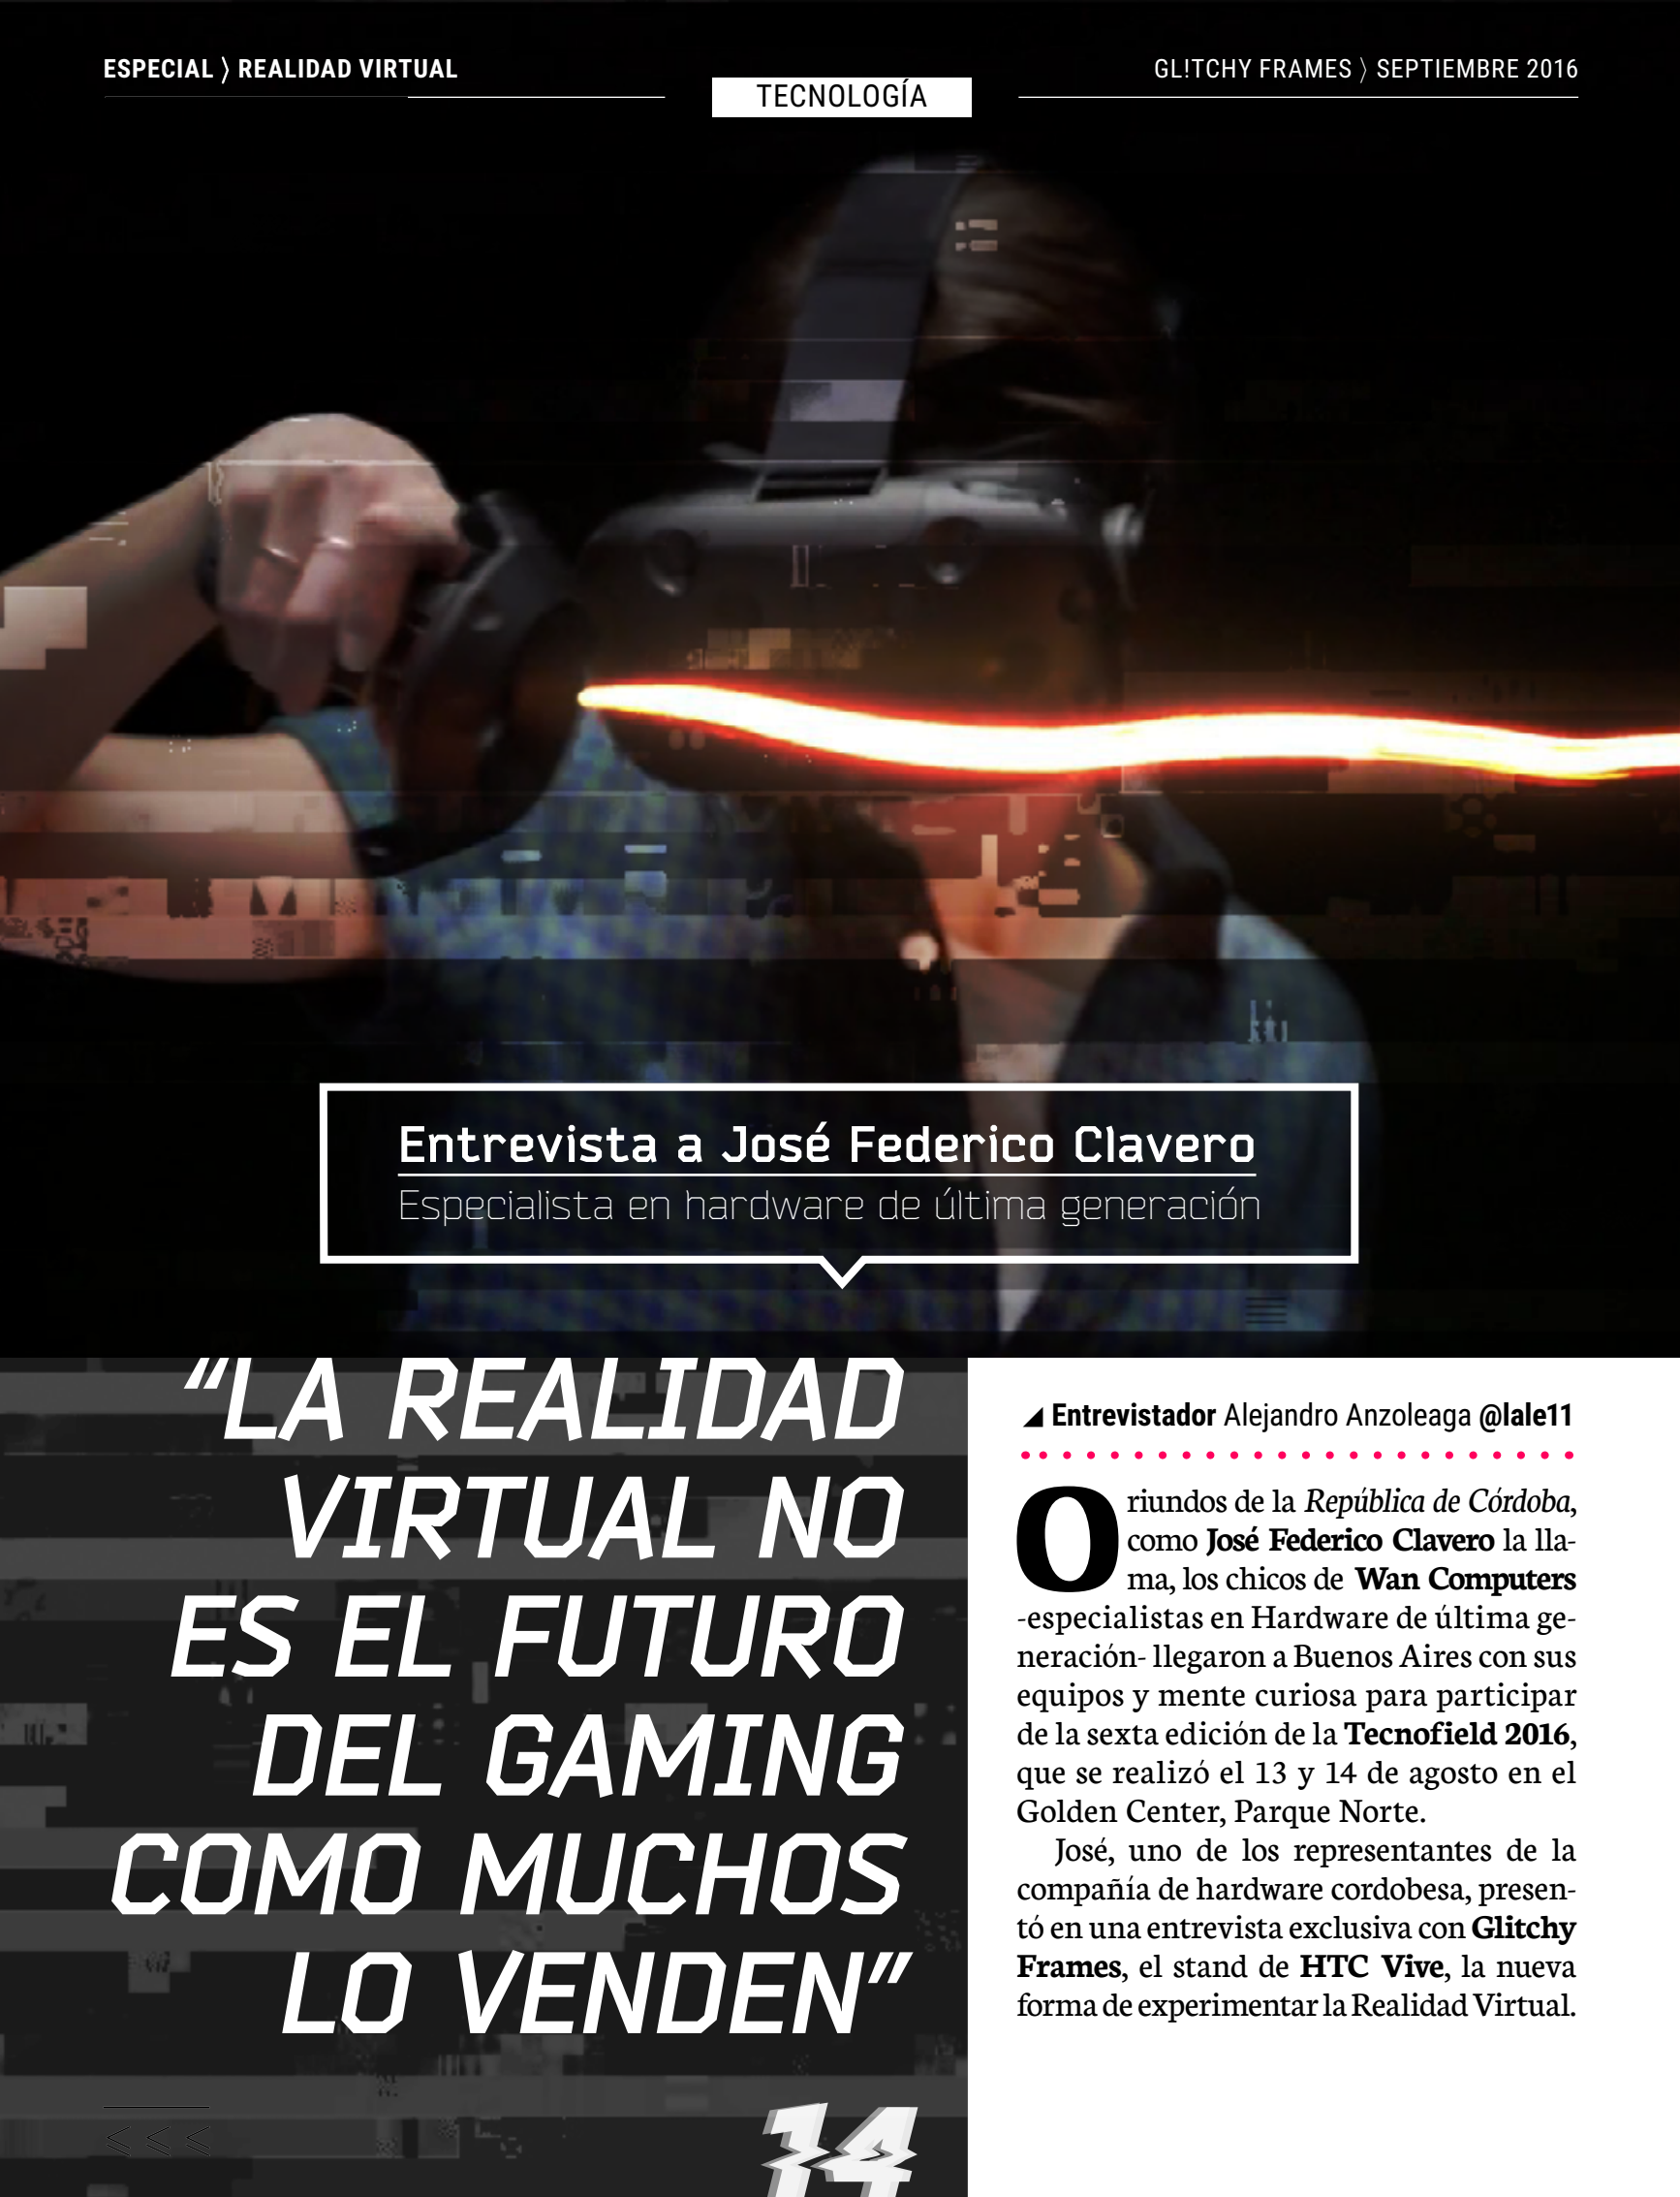 ESPECIAL 〉 REALIDAD VIRTUAL
TECNOLOGÍA
GL!TCHY FRAMES 〉 SEPTIEMBRE 2016
Entrevista a José Federico Clavero
Especialista en hardware de última generación
“LA REALIDAD
VIRTUAL NO
ES EL FUTURO
DEL GAMING
COMO MUCHOS
LO VENDEN”
Entrevistador Alejandro Anzoleaga @lale11
Oriundos de la República de Córdoba,
como José Federico Clavero la lla-
ma, los chicos de Wan Computers
-especialistas en Hardware de última ge-
neración- llegaron a Buenos Aires con sus
equipos y mente curiosa para participar
de la sexta edición de la Tecnofield 2016,
que se realizó el 13 y 14 de agosto en el
Golden Center, Parque Norte.
José, uno de los representantes de la
compañía de hardware cordobesa, presen-
tó en una entrevista exclusiva con Glitchy
Frames, el stand de HTC Vive, la nueva
forma de experimentar la Realidad Virtual.
14